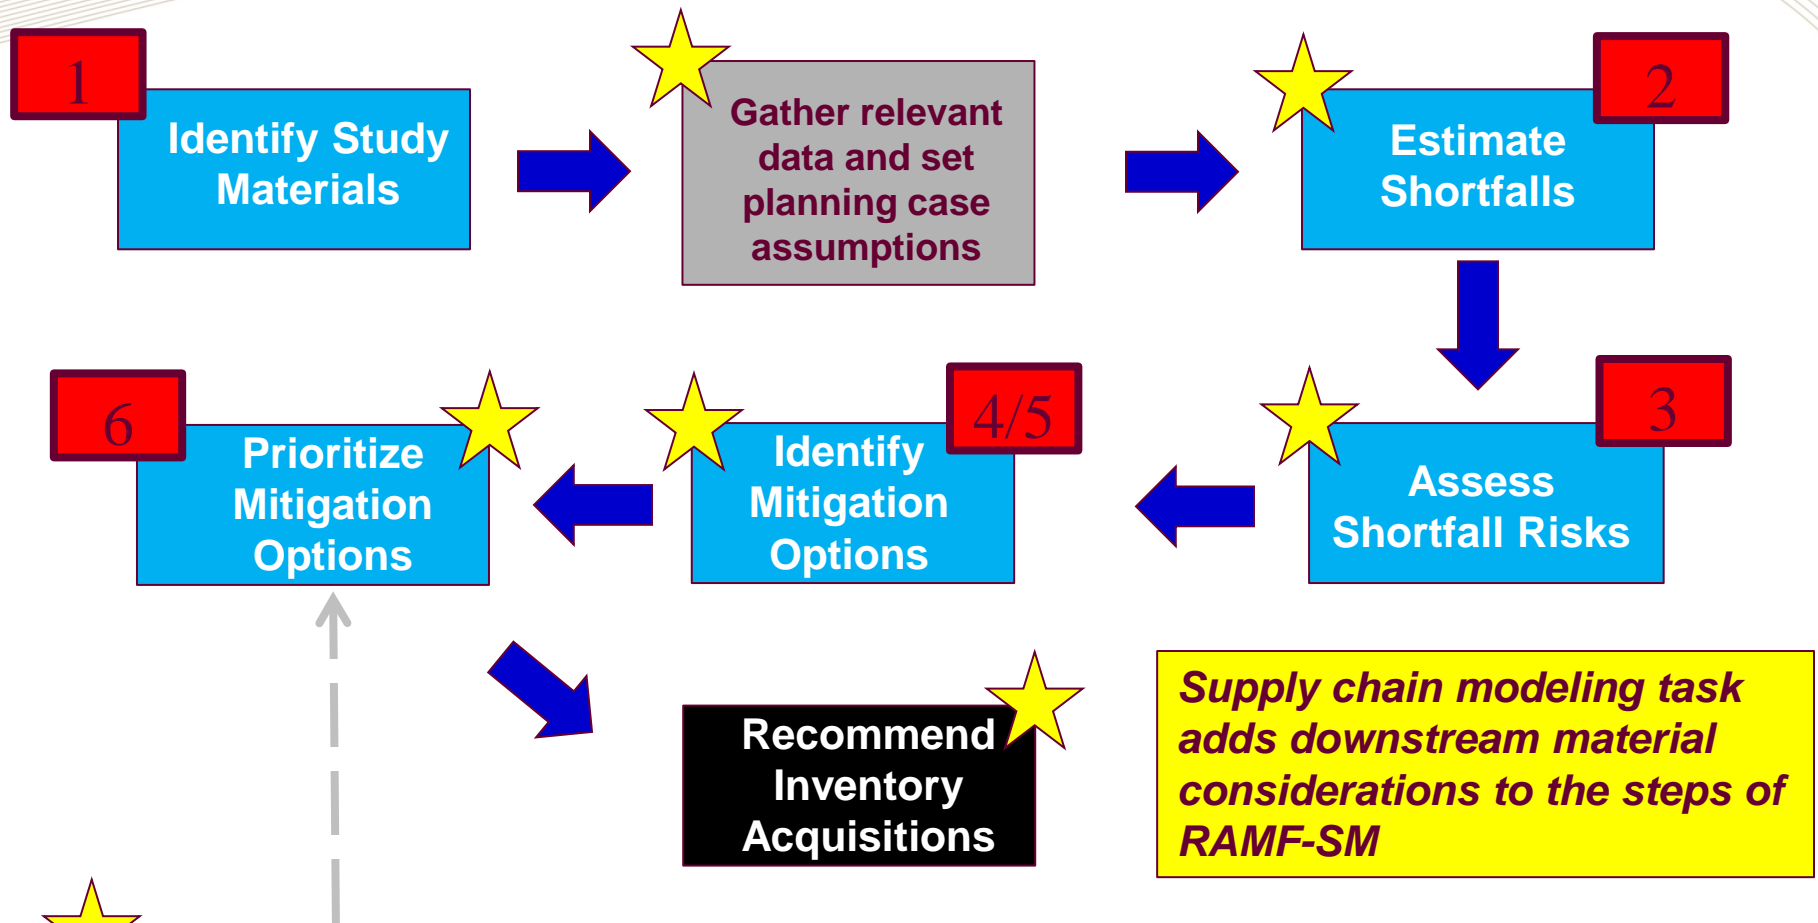 1
Identify Study
Materials
Gather relevant
data and set
planning case
assumptions
2
Estimate
Shortfalls
6
Prioritize
Mitigation
Options
4/5
Identify
Mitigation
Options
3
Assess
Shortfall Risks
Recommend
Inventory
Acquisitions
Supply chain modeling task
adds downstream material
considerations to the steps of
RAMF-SM